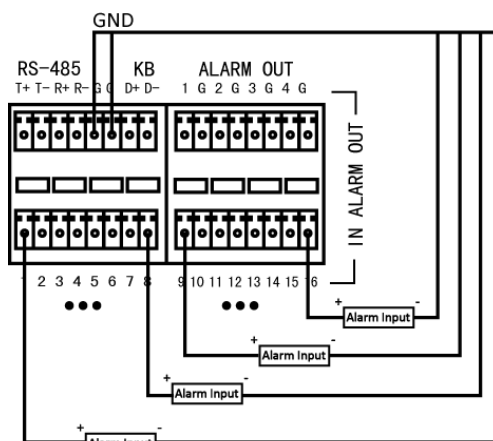 GND
RS-485 KB ALARM OUT
T+ T- R+ R- G G D+ D- 1 G 2 G 3 G 4 G
IN ALARM OUT
1 2 3 4 5 6 7 8 9 10 11 12 13 14 15 16
+ Alarm Input -
+ Alarm Input -
+ Alarm Input -
+ Alarm Input -